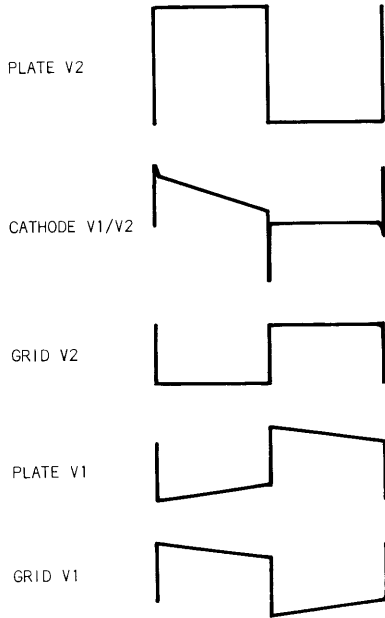 PLATE V2
CATHODE V1/V2
GRID V2
PLATE V1
GRID V1